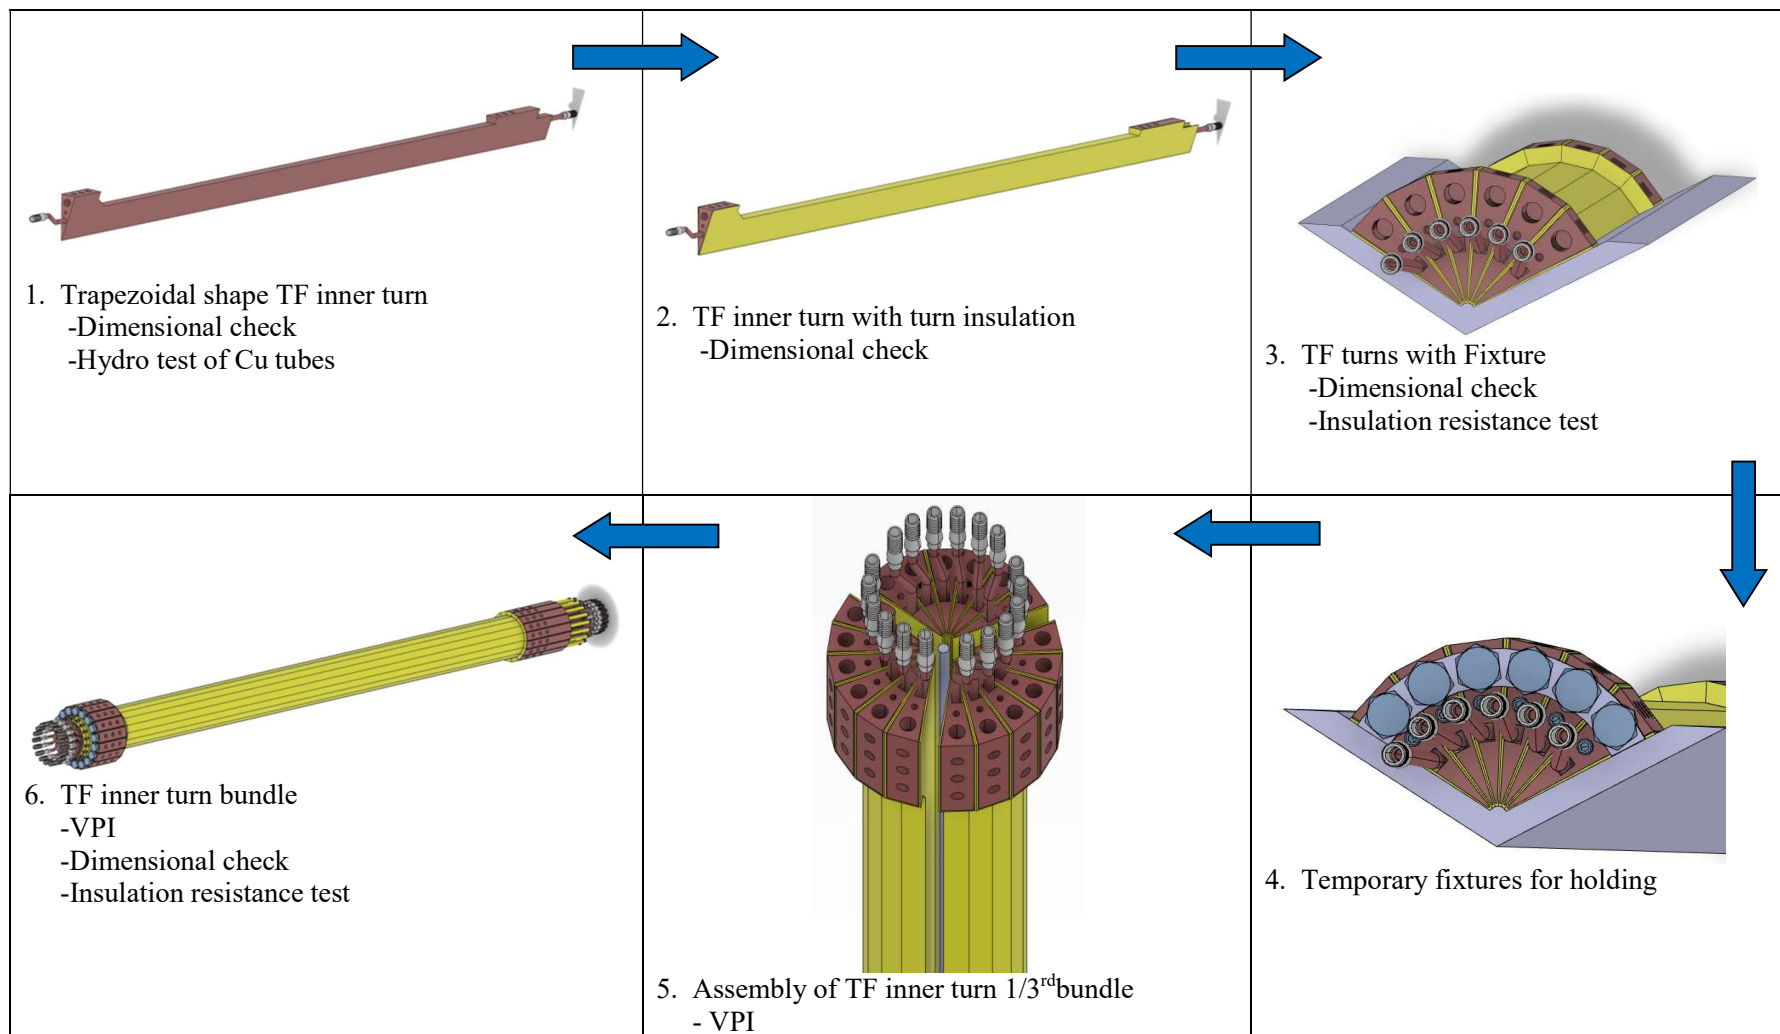 1. Trapezoidal shape TF inner turn
-Dimensional check
-Hydro test of Cu tubes
2. TF inner turn with turn insulation
-Dimensional check
3. TF turns with Fixture
-Dimensional check
-Insulation resistance test
4. Temporary fixtures for holding
5. Assembly of TF inner turn 1/3rdbundle
- VPI
6. TF inner turn bundle
-VPI
-Dimensional check
-Insulation resistance test